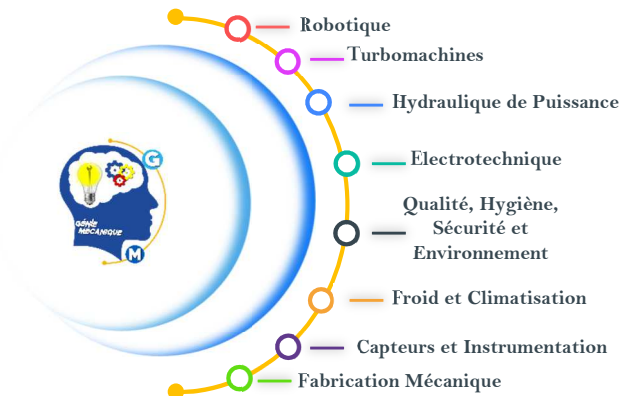 Robotique
Turbomachines
Hydraulique de Puissance
Electrotechnique
Qualité, Hygiène,
Sécurité et
Environnement
Froid et Climatisation
Capteurs et Instrumentation
Fabrication Mécanique
G
GÉNIE
MÉCANIQUE
M